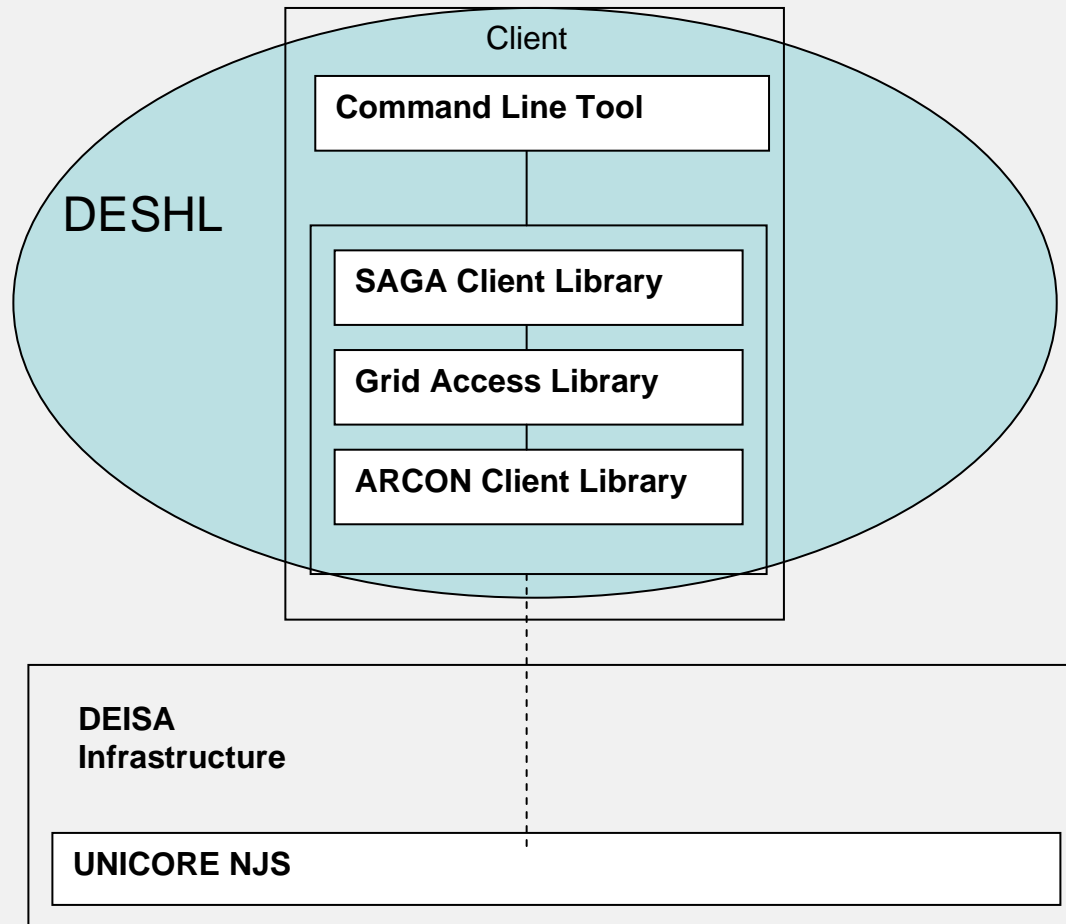 Client
Command Line Tool
DESHL
SAGA Client Library
Grid Access Library
ARCON Client Library
DEISA
Infrastructure
UNICORE NJS